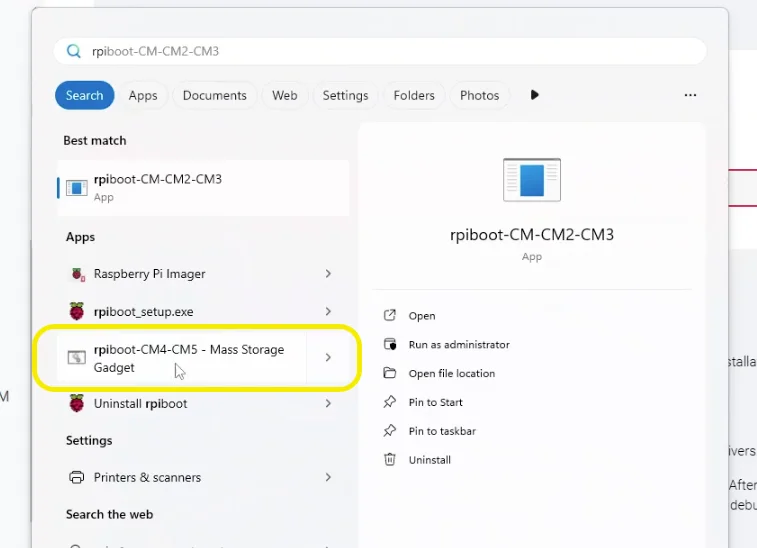 rpiboot-CM-CM2-CM3
Search Apps Documents Web Settings Folders Photos
Best match
rpiboot-CM-CM2-CM3
App
Apps
Raspberry Pi Imager
rpiboot_setup.exe
rpiboot-CM4-CM5 - Mass Storage
Gadget
Uninstall rpiboot
Settings
Printers & scanners
Search the web
rpiboot-CM-CM2-CM3
App
Open
Run as administrator
Open file location
Pin to Start
Pin to taskbar
Uninstall
M
After